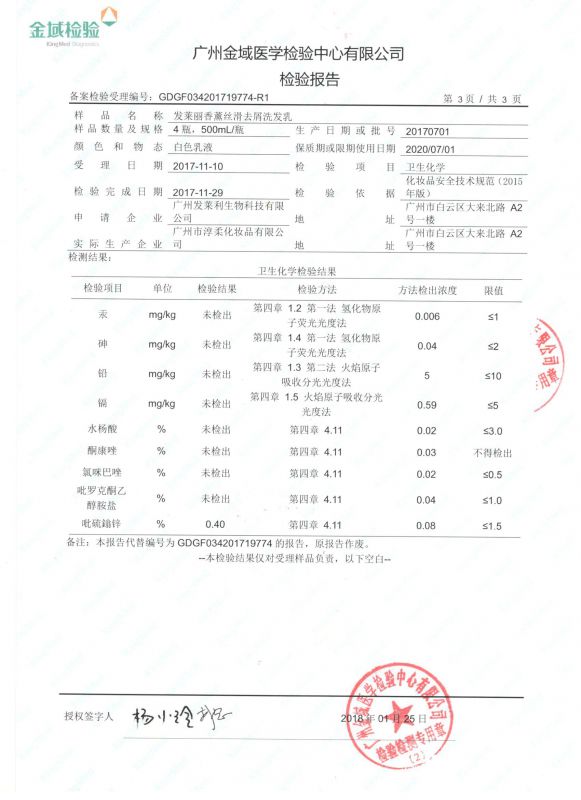 金域检验
KingMed Diagnostics
广州金域医学检验中心有限公司
检验报告
备案检验受理编号：GDGF034201719774-R1 第 3页 / 共 3 页
样品名称 发莱丽香薰丝滑去屑洗发乳
样品数量及规格 4 瓶，500mL/瓶 生产日期或批号 20170701
颜色和物态 白色乳液 保质期或限期使用日期 2020/07/01
受理日期 2017-11-10 检验项目 卫生化学
检验完成日期 2017-11-29 检验依据 化妆品安全技术规范（2015
年版）
申请企业 广州发莱利生物科技有限
公司 地址 广州市白云区大来北路 A2
号一楼
实际生产企业 广州市淳柔化妆品有限公
司 地址 广州市白云区大来北路 A2
号一楼
检测结果：
卫生化学检验结果
检验项目 单位 检验结果 检验方法 方法检出浓度 限值
汞 mg/kg 未检出 第四章 1.2 第一法 氢化物原
子荧光光度法 0.006 ≤1
砷 mg/kg 未检出 第四章 1.4 第一法 氢化物原
子荧光光度法 0.04 ≤2
铅 mg/kg 未检出 第四章 1.3 第二法 火焰原子
吸收分光光度法 5 ≤10
镉 mg/kg 未检出 第四章 1.5 火焰原子吸收分光
光度法 0.59 ≤5
水杨酸 % 未检出 第四章 4.11 0.02 ≤3.0
酮康唑 % 未检出 第四章 4.11 0.03 不得检出
氯咪巴唑 % 未检出 第四章 4.11 0.02 ≤0.5
吡罗克酮乙
醇胺盐 % 未检出 第四章 4.11 0.04 ≤1.0
吡硫鎓锌 % 0.40 第四章 4.11 0.08 ≤1.5
备注：本报告代替编号为 GDGF034201719774 的报告，原报告作废。
--本检验结果仅对受理样品负责，以下空白--
授权签字人
2018 年 01 月 25 日
广州金域医学检验中心有限公司
检验检测专用章
（2）